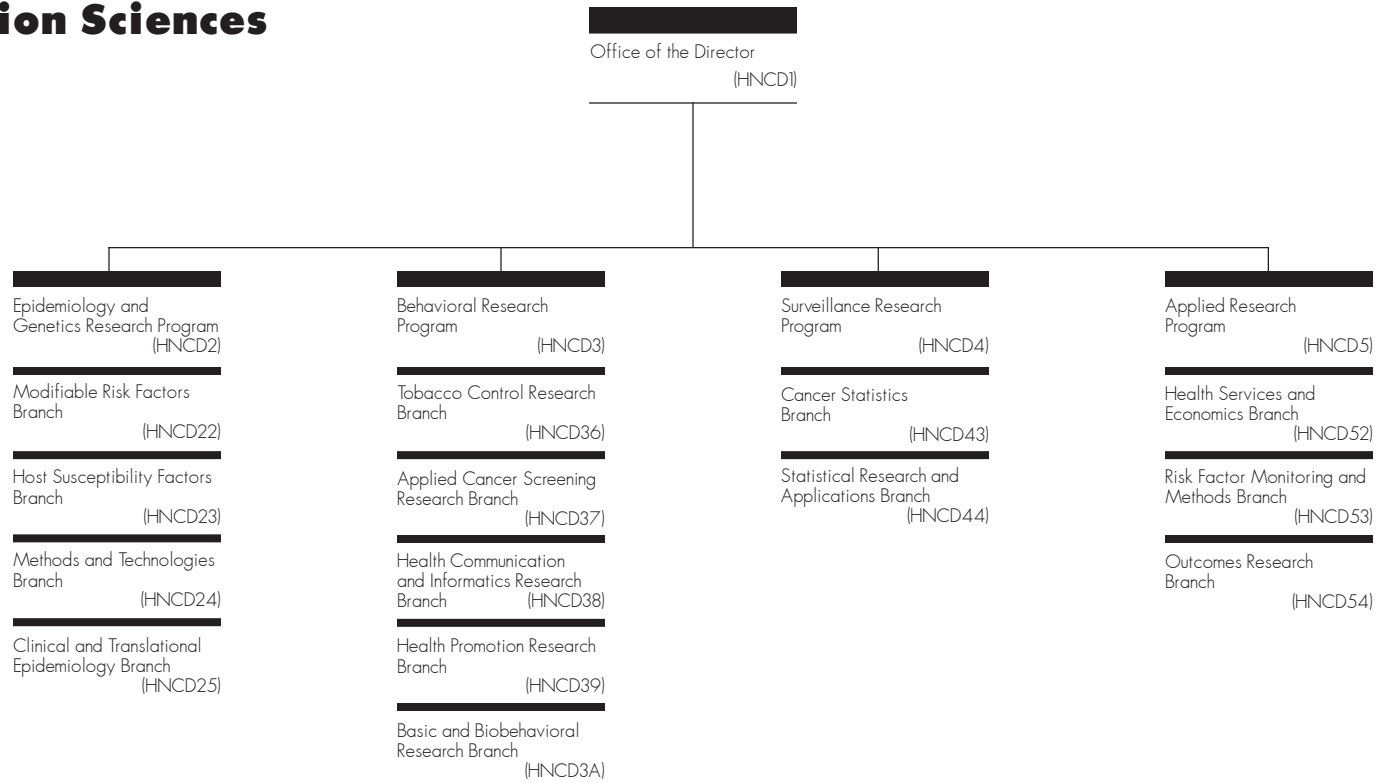 ion Sciences
Office of the Director
(HNCD1)
Epidemiology and
Genetics Research Program
(HNCD2)
Modifiable Risk Factors
Branch
(HNCD22)
Host Susceptibility Factors
Branch
(HNCD23)
Methods and Technologies
Branch
(HNCD24)
Clinical and Translational
Epidemiology Branch
(HNCD25)
Behavioral Research
Program
(HNCD3)
Tobacco Control Research
Branch
(HNCD36)
Applied Cancer Screening
Research Branch
(HNCD37)
Health Communication
and Informatics Research
Branch (HNCD38)
Health Promotion Research
Branch
(HNCD39)
Basic and Biobehavioral
Research Branch
(HNCD3A)
Surveillance Research
Program
(HNCD4)
Cancer Statistics
Branch
(HNCD43)
Statistical Research and
Applications Branch
(HNCD44)
Applied Research
Program
(HNCD5)
Health Services and
Economics Branch
(HNCD52)
Risk Factor Monitoring and
Methods Branch
(HNCD53)
Outcomes Research
Branch
(HNCD54)